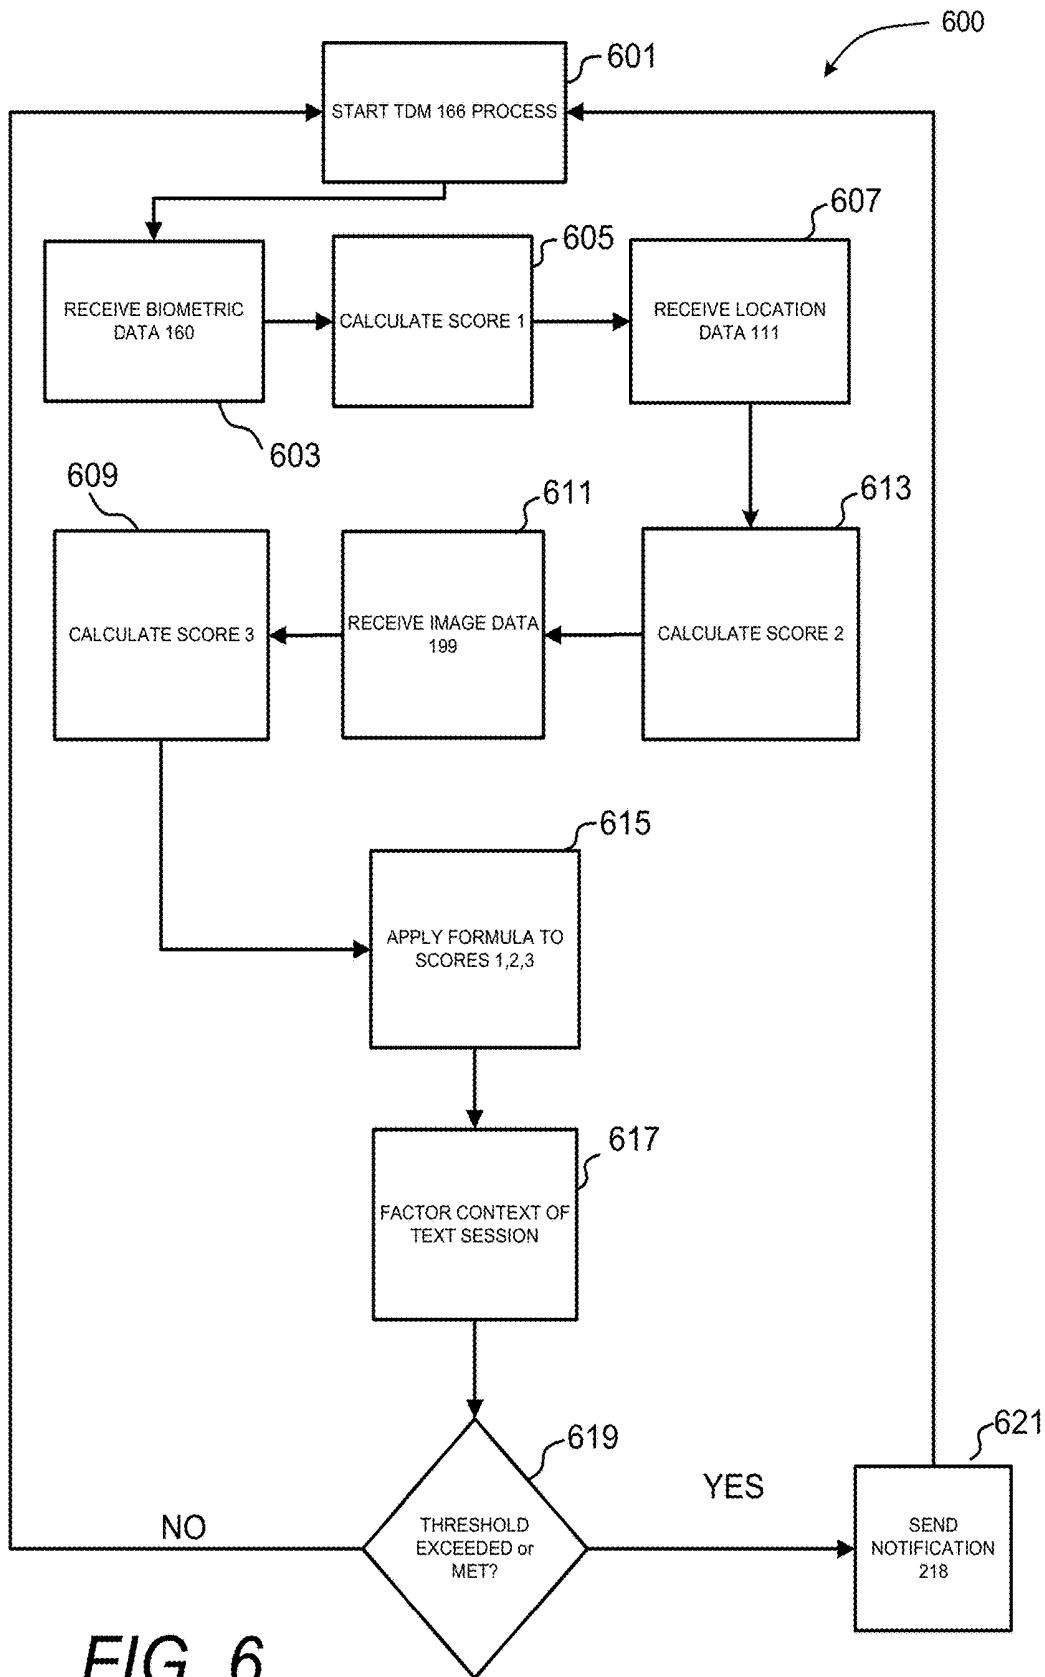 600
601
START TDM 166 PROCESS
607
605
RECEIVE BIOMETRIC
DATA 160
CALCULATE SCORE 1
RECEIVE LOCATION
DATA 111
603
609
611
613
CALCULATE SCORE 3
RECEIVE IMAGE DATA
199
CALCULATE SCORE 2
615
APPLY FORMULA TO
SCORES 1,2,3
617
FACTOR CONTEXT OF
TEXT SESSION
619
621
YES
NO
THRESHOLD
EXCEEDED or
MET?
SEND
NOTIFICATION
218
FIG. 6